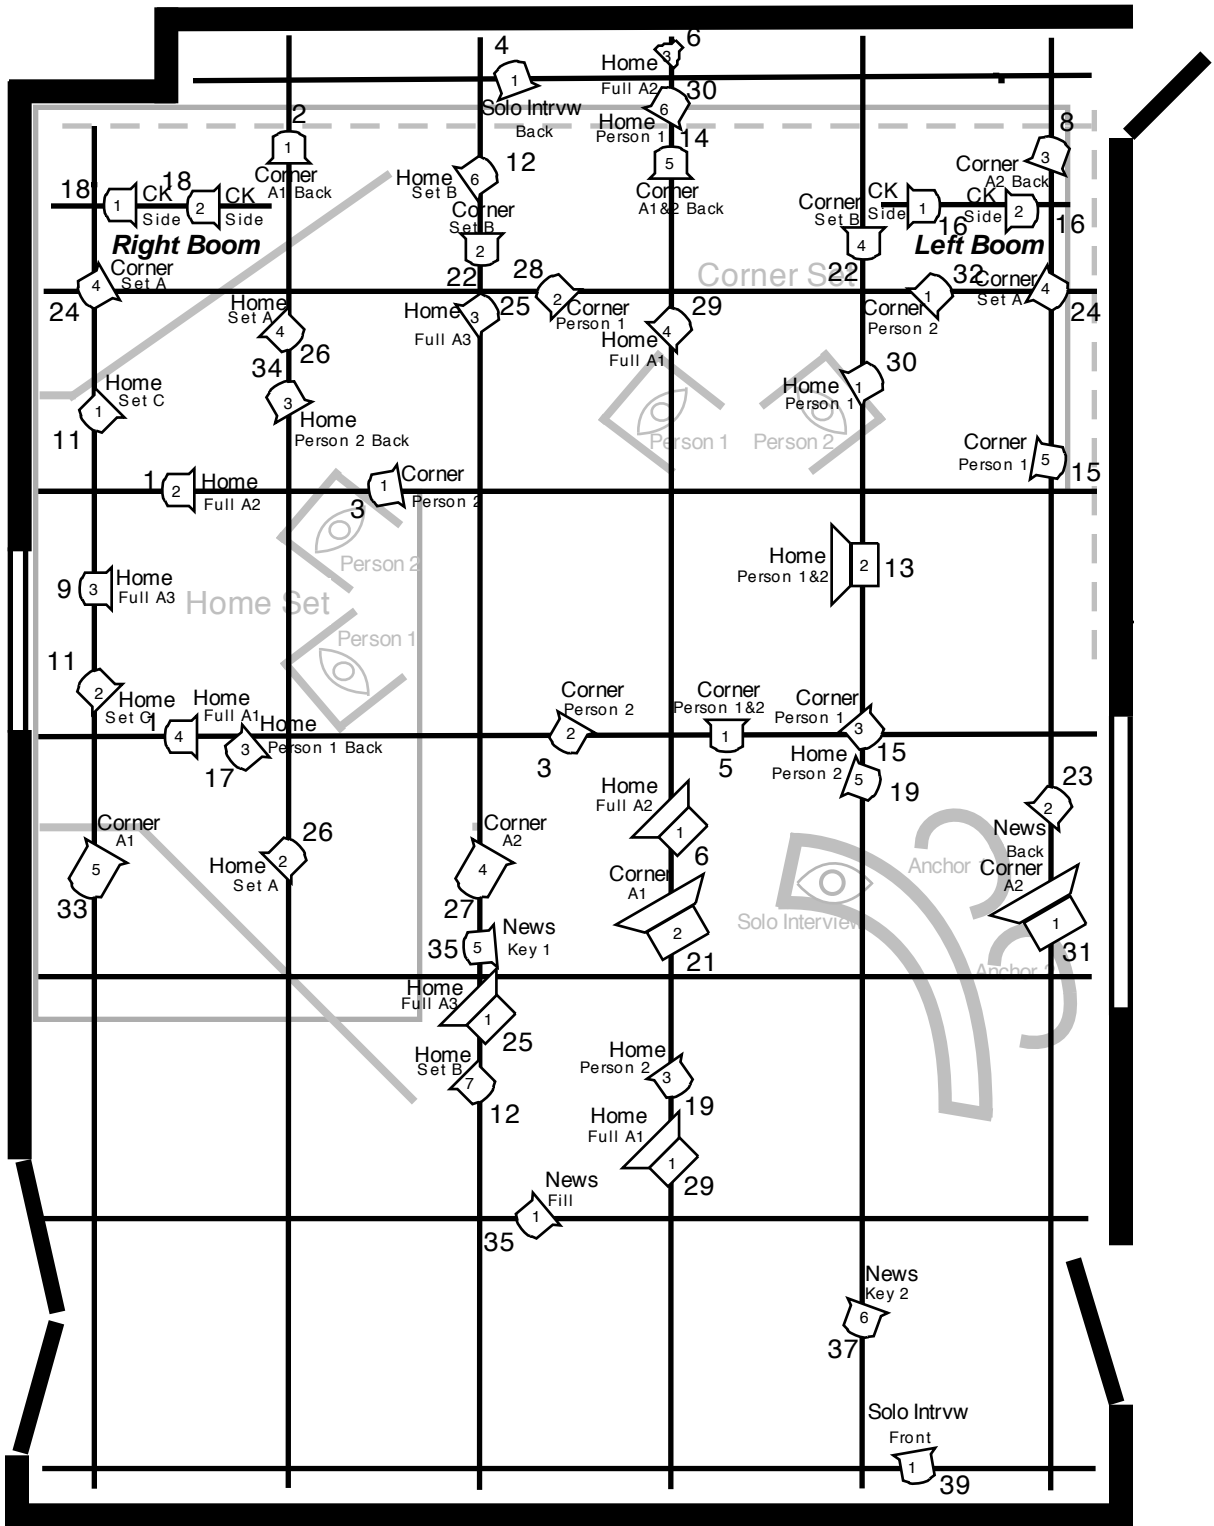 4
6
1
3
Home
Full A2
30
Solo Intrvw
Back
6
Home
Person 1
14
2
1
Corner
A1 Back
12
6
Home
Set B
5
Corner
A1&2 Back
8
3
Corner
A2 Back
18
1
CK
Side
18
2
CK
Side
Right Boom
Corner
Set B
2
22
Corner
Set B
4
22
CK
Side
1
16
CK
Side
2
16
Left Boom
Corner Set
4
Corner
Set A
24
Home
Set A
4
26
Home
Full A3
3
25
28
2
Corner
Person 1
29
4
Home
Full A1
32
1
Corner
Person 2
Corner
Set A
4
24
Home
Set C
1
11
34
3
Home
Person 2 Back
Home
Person 1
1
30
Person 1
Person 2
Corner
Person 1
5
15
1
2
Home
Full A2
1
3
Corner
Person 2
Person 2
Home
Person 1&2
2
13
9
3
Home
Full A3
Home Set
Person 1
11
2
Home
Set C
1
4
Home
Full A1
17
3
Home
Person 1 Back
Corner
Person 2
2
3
Corner
Person 1&2
1
5
Corner
Person 1
3
15
Home
Person 2
5
19
23
2
News
Back
Corner
A1
5
33
26
2
Home
Set A
Corner
A2
4
27
Home
Full A2
1
6
Corner
A1
2
21
Solo Interview
Anchor
Corner
A2
1
31
Anchor
35
5
News
Key 1
Home
Full A3
1
25
Home
Set B
7
12
Home
Person 2
3
19
Home
Full A1
1
29
News
Fill
1
35
News
Key 2
6
37
Solo Intrvw
Front
1
39